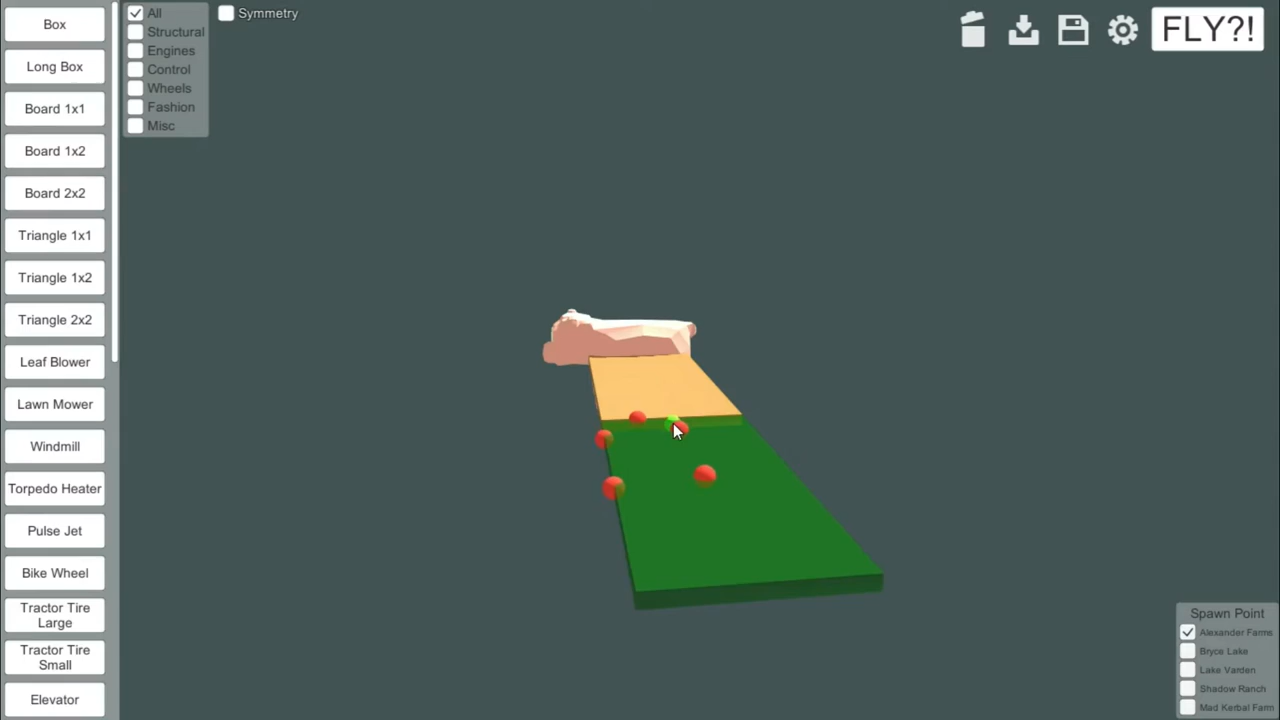 Box
Long Box
Board 1x1
Board 1x2
Board 2x2
Triangle 1x1
Triangle 1x2
Triangle 2x2
Leaf Blower
Lawn Mower
Windmill
Torpedo Heater
Pulse Jet
Bike Wheel
Tractor Tire
Large
Tractor Tire
Small
Elevator
All
Structural
Engines
Control
Wheels
Fashion
Misc
Symmetry
FLY?!
Spawn Point
Alexander Farms
Bryce Lake
Lake Varden
Shadow Ranch
Mad Kerbal Farm